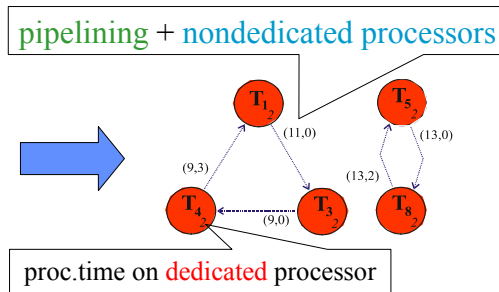 pipelining + nondedicated processors
T1 2
T5 2
(11,0)
(13,0)
(9,3)
(13,2)
T4 2
T3 2
T8 2
(9,0)
proc.time on dedicated processor